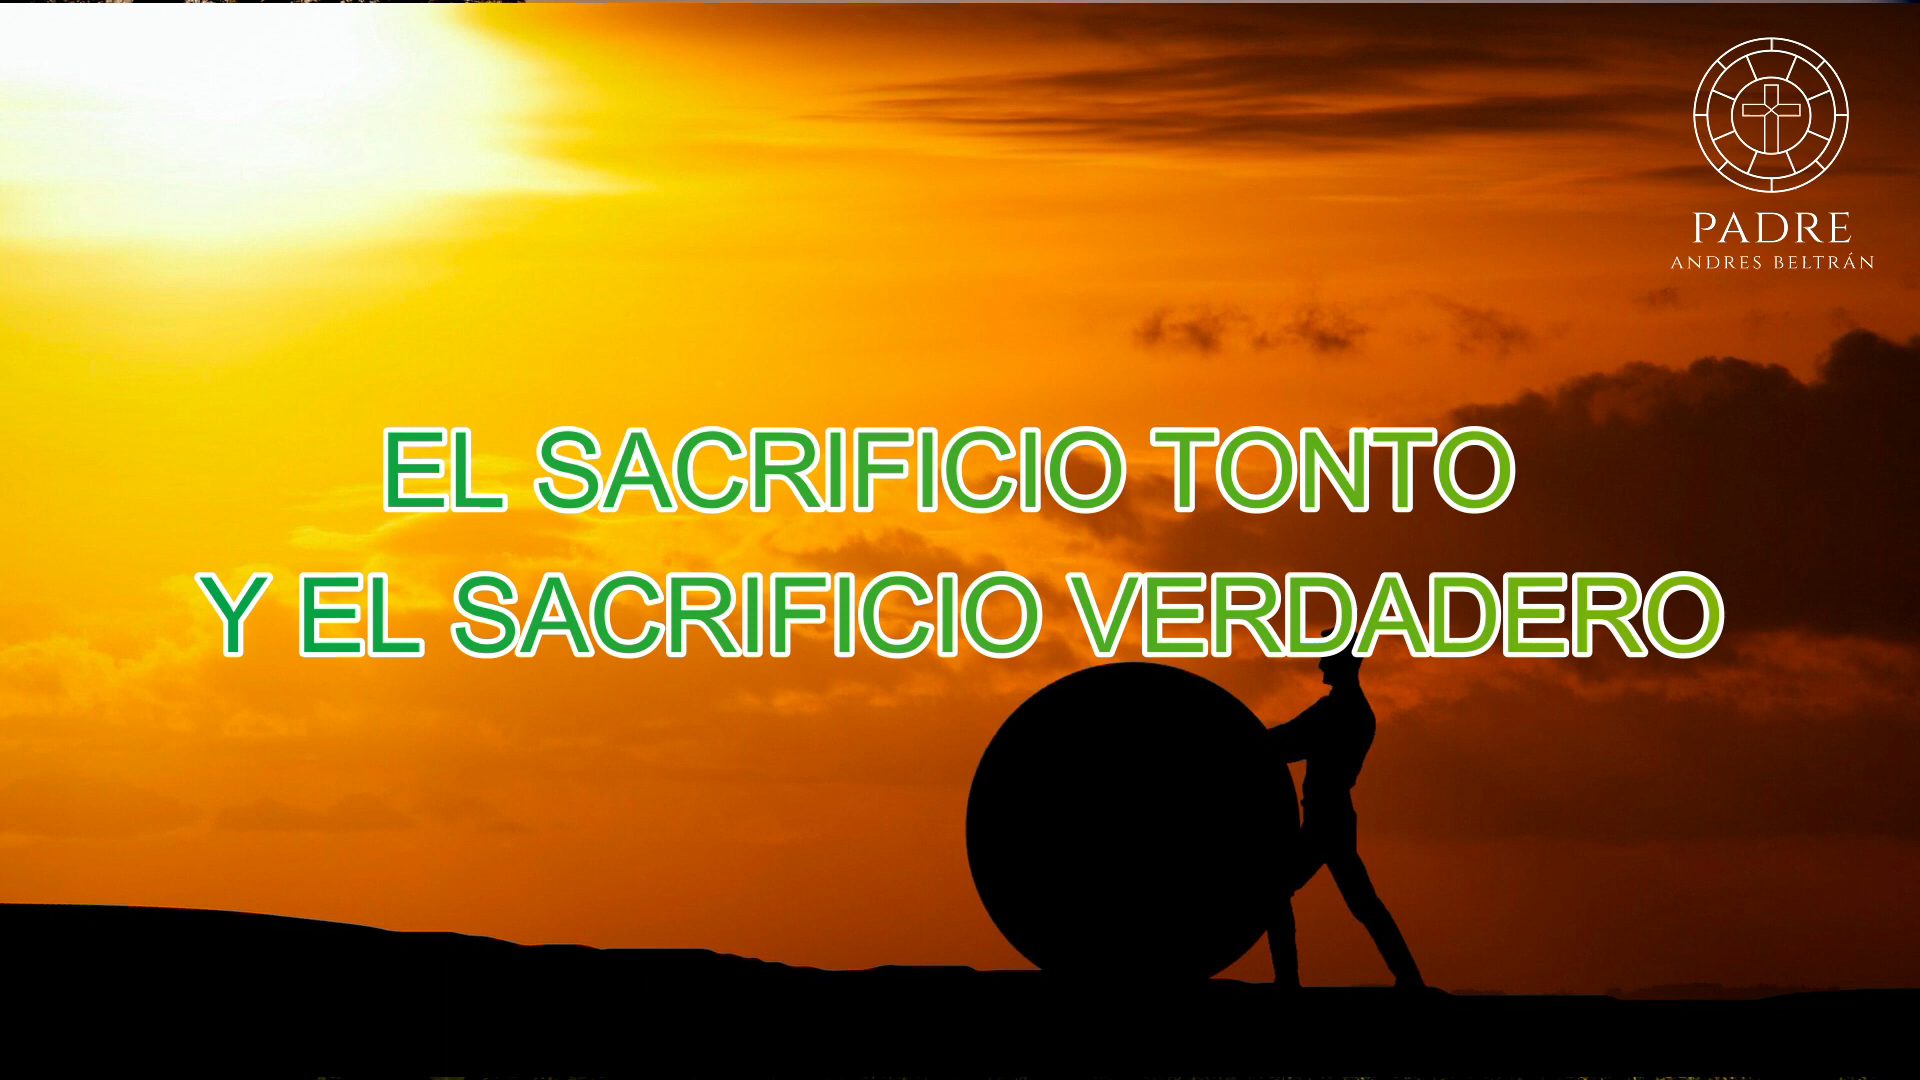 PADRE
ANDRES BELTRÁN
EL SACRIFICIO TONTO
Y EL SACRIFICIO VERDADERO